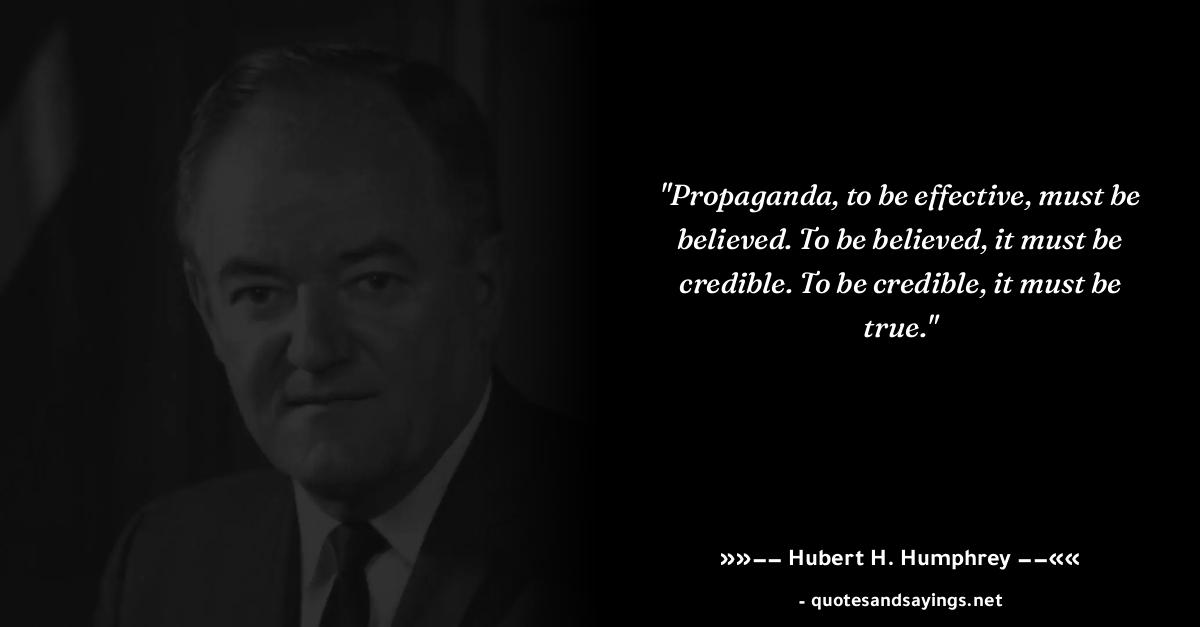 "Propaganda, to be effective, must be
believed. To be believed, it must be
credible. To be credible, it must be
true."
»»−− Hubert H. Humphrey −−««
- quotesandsayings.net